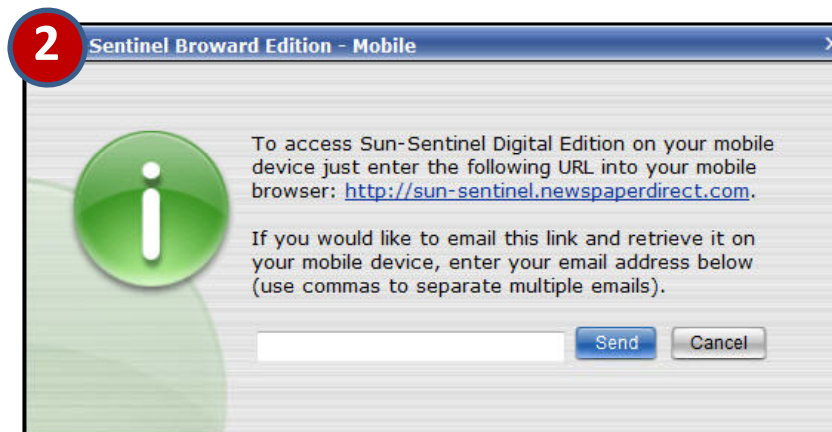 2
Sentinel Broward Edition - Mobile
To access Sun-Sentinel Digital Edition on your mobile
device just enter the following URL into your mobile
browser: http://sun-sentinel.newspaperdirect.com.
If you would like to email this link and retrieve it on
your mobile device, enter your email address below
(use commas to separate multiple emails).
Send Cancel